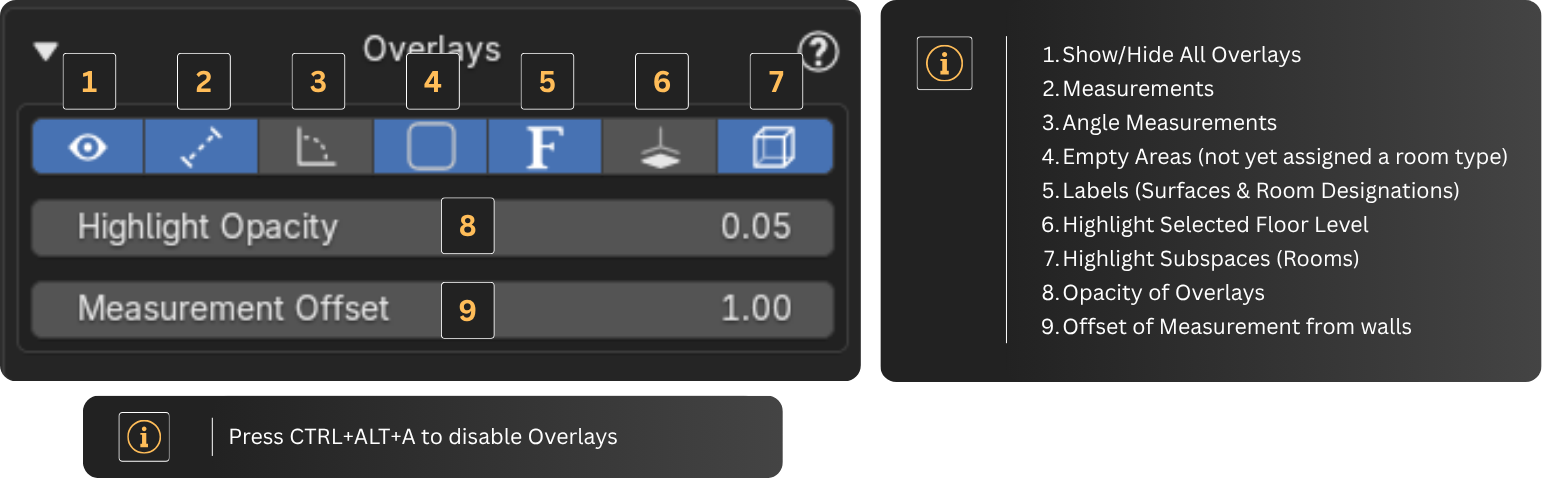 Overlays
?
1
2
3
4
5
6
7
F
Highlight Opacity 8 0.05
Measurement Offset 9 1.00
i
1. Show/Hide All Overlays
2. Measurements
3. Angle Measurements
4. Empty Areas (not yet assigned a room type)
5. Labels (Surfaces & Room Designations)
6. Highlight Selected Floor Level
7. Highlight Subspaces (Rooms)
8. Opacity of Overlays
9. Offset of Measurement from walls
i
Press CTRL+ALT+A to disable Overlays